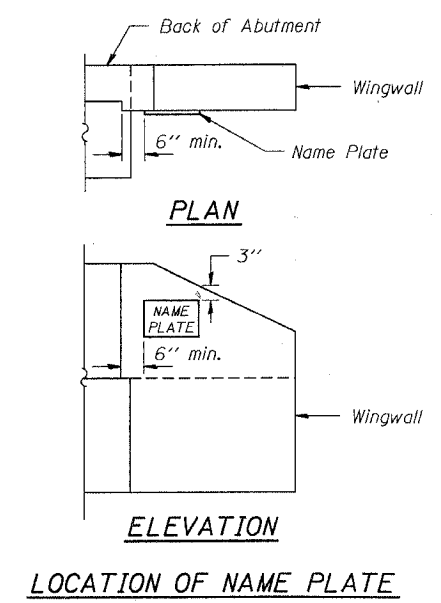 Back of Abutment
Wingwall
6" min.
Name Plate
PLAN
3"
NAME
PLATE
6" min.
Wingwall
ELEVATION
LOCATION OF NAME PLATE